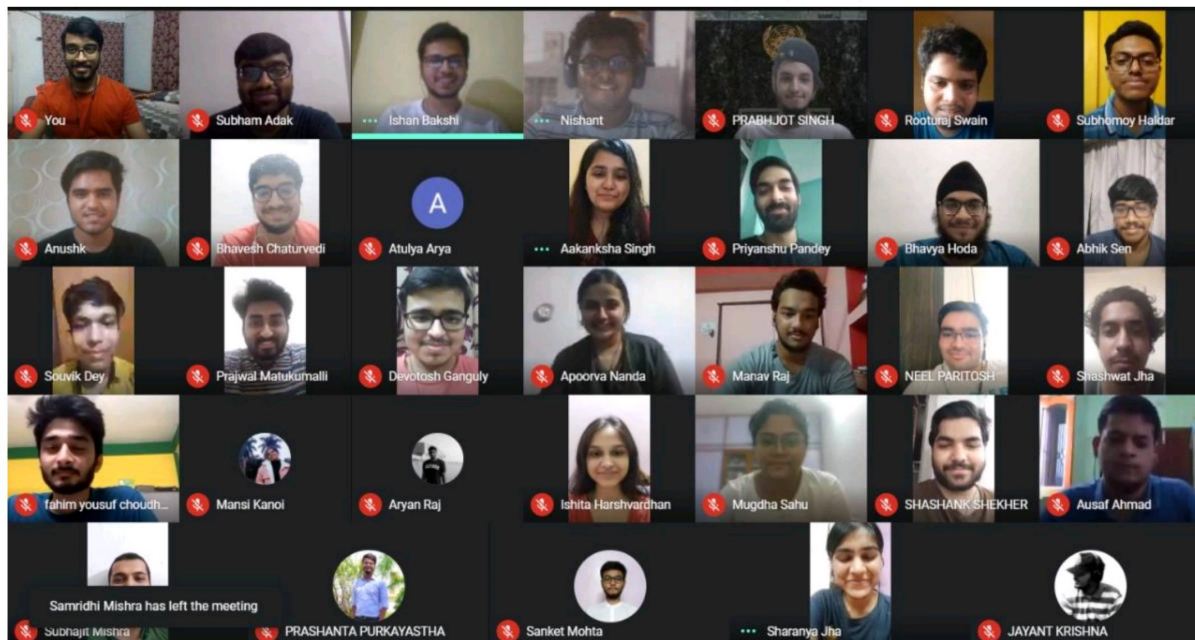 You
Subham Adak
Ishan Bakshi
Nishant
PRABHJOT SINGH
Rooturaj Swain
Subhomoy Haldar
Anushk
Bhavesh Chaturvedi
A
Atulya Arya
Aakanksha Singh
Priyanshu Pandey
Bhavya Hoda
Abhik Sen
Souvik Dey
Prajwal Matukumalli
Devotosh Ganguly
Apoorva Nanda
Manav Raj
NEEL PARITOSH
Shashwat Jha
fahim yousuf choudh...
Mansi Kanoi
Aryan Raj
Ishita Harshvardhan
Mugdha Sahu
SHASHANK SHEKHER
Ausaf Ahmad
Samridhi Mishra has left the meeting
Subhajit Mishra
PRASHANTA PURKAYASTHA
Sanket Mohta
Sharanya Jha
JAYANT KRISHNA